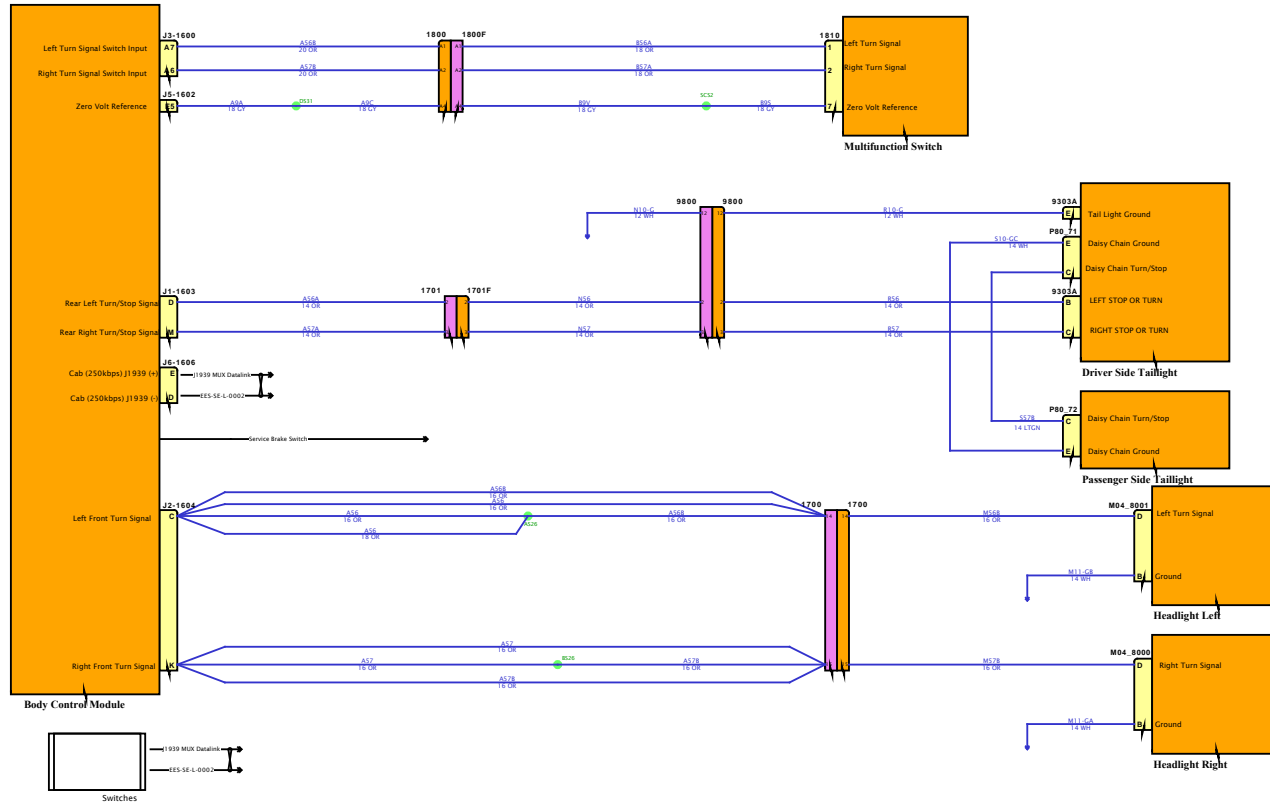 J3-1600
1800
1800F
1810
Left Turn Signal Switch Input
A7
A56B
20 OR
A1
A1
B56A
18 OR
1
Left Turn Signal
Right Turn Signal Switch Input
A6
A57B
20 OR
A2
A2
B57A
18 OR
2
Right Turn Signal
J5-1602
Zero Volt Reference
E5
A9A
18 GY
DS31
A9C
18 GY
B9V
18 GY
SC52
B9S
18 GY
7
Zero Volt Reference
Multifunction Switch
9800
9800
9303A
N10-G
12 WH
12
12
R10-G
12 WH
E
Tail Light Ground
P80_71
S10-GC
14 WH
E
Daisy Chain Ground
C
Daisy Chain Turn/Stop
J1-1603
1701
1701F
9303A
Rear Left Turn/Stop Signal
D
A56A
14 OR
2
2
N56
14 OR
2
2
R56
14 OR
B
LEFT STOP OR TURN
Rear Right Turn/Stop Signal
M
A57A
14 OR
N57
14 OR
R57
14 OR
C
RIGHT STOP OR TURN
Driver Side Taillight
J6-1606
Cab (250kbps) J1939 (+)
E
J1939 MUX Datalink
Cab (250kbps) J1939 (-)
D
EES-SE-L-0002
P80_72
S57B
14 LTGN
C
Daisy Chain Turn/Stop
E
Daisy Chain Ground
Passenger Side Taillight
Service Brake Switch
J2-1604
A56B
16 OR
A56
16 OR
1700
1700
M04_8001
Left Front Turn Signal
C
A56
16 OR
AS26
A56B
16 OR
14
14
M56B
16 OR
D
Left Turn Signal
A56
18 OR
M11-GB
14 WH
B
Ground
Headlight Left
A57
16 OR
M04_8000
Right Front Turn Signal
K
A57
16 OR
BS26
A57B
16 OR
15
M57B
16 OR
D
Right Turn Signal
A57B
16 OR
M11-GA
14 WH
B
Ground
Headlight Right
Body Control Module
J1939 MUX Datalink
EES-SE-L-0002
Switches